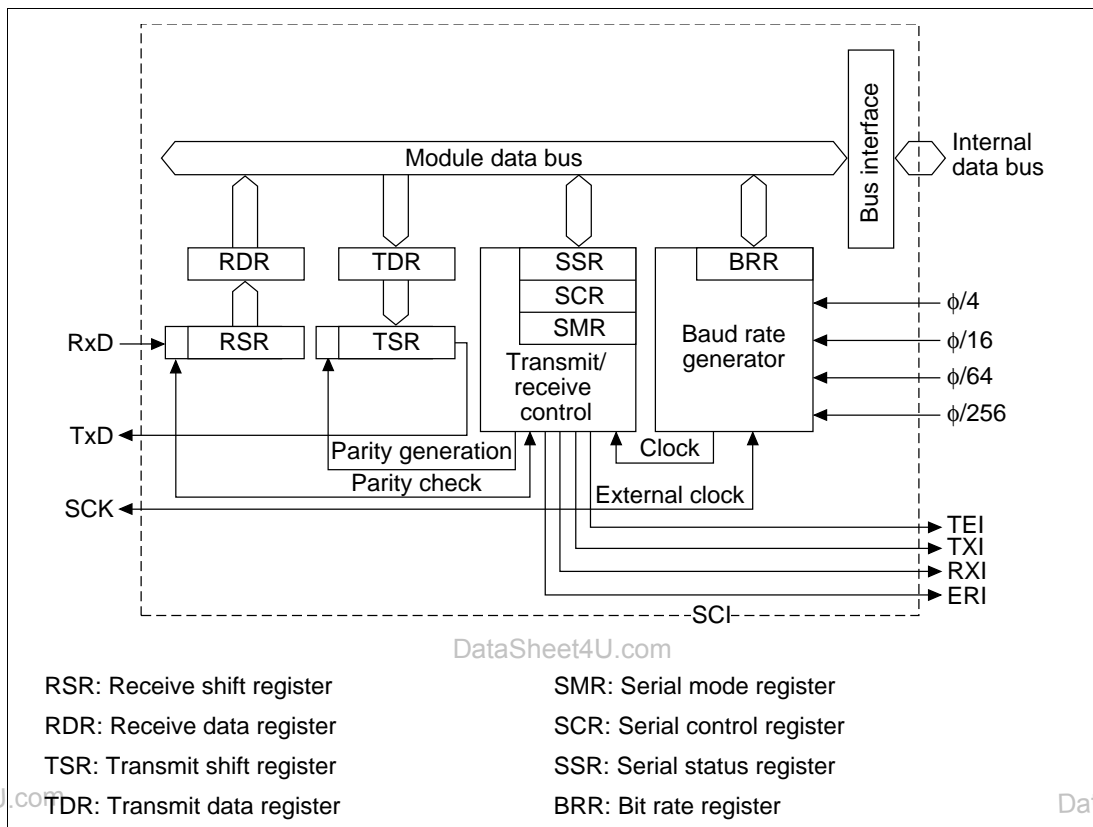 Module data bus
Bus interface
Internal
data bus
RDR
TDR
SSR
SCR
SMR
BRR
RxD
RSR
TSR
Transmit/
receive
control
Baud rate
generator
ϕ/4
ϕ/16
ϕ/64
ϕ/256
TxD
Parity generation
Clock
Parity check
SCK
External clock
TEI
TXI
RXI
ERI
SCI
DataSheet4U.com
RSR: Receive shift register
SMR: Serial mode register
RDR: Receive data register
SCR: Serial control register
TSR: Transmit shift register
SSR: Serial status register
TDR: Transmit data register
BRR: Bit rate register
J.com
Da